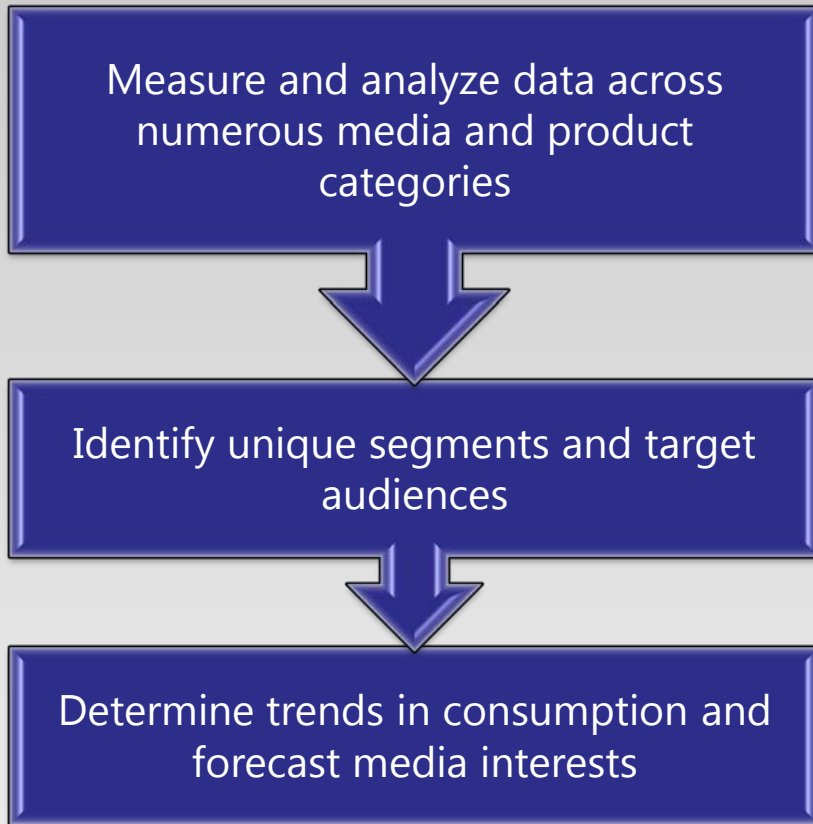 Measure and analyze data across
numerous media and product
categories
Identify unique segments and target
audiences
Determine trends in consumption and
forecast media interests